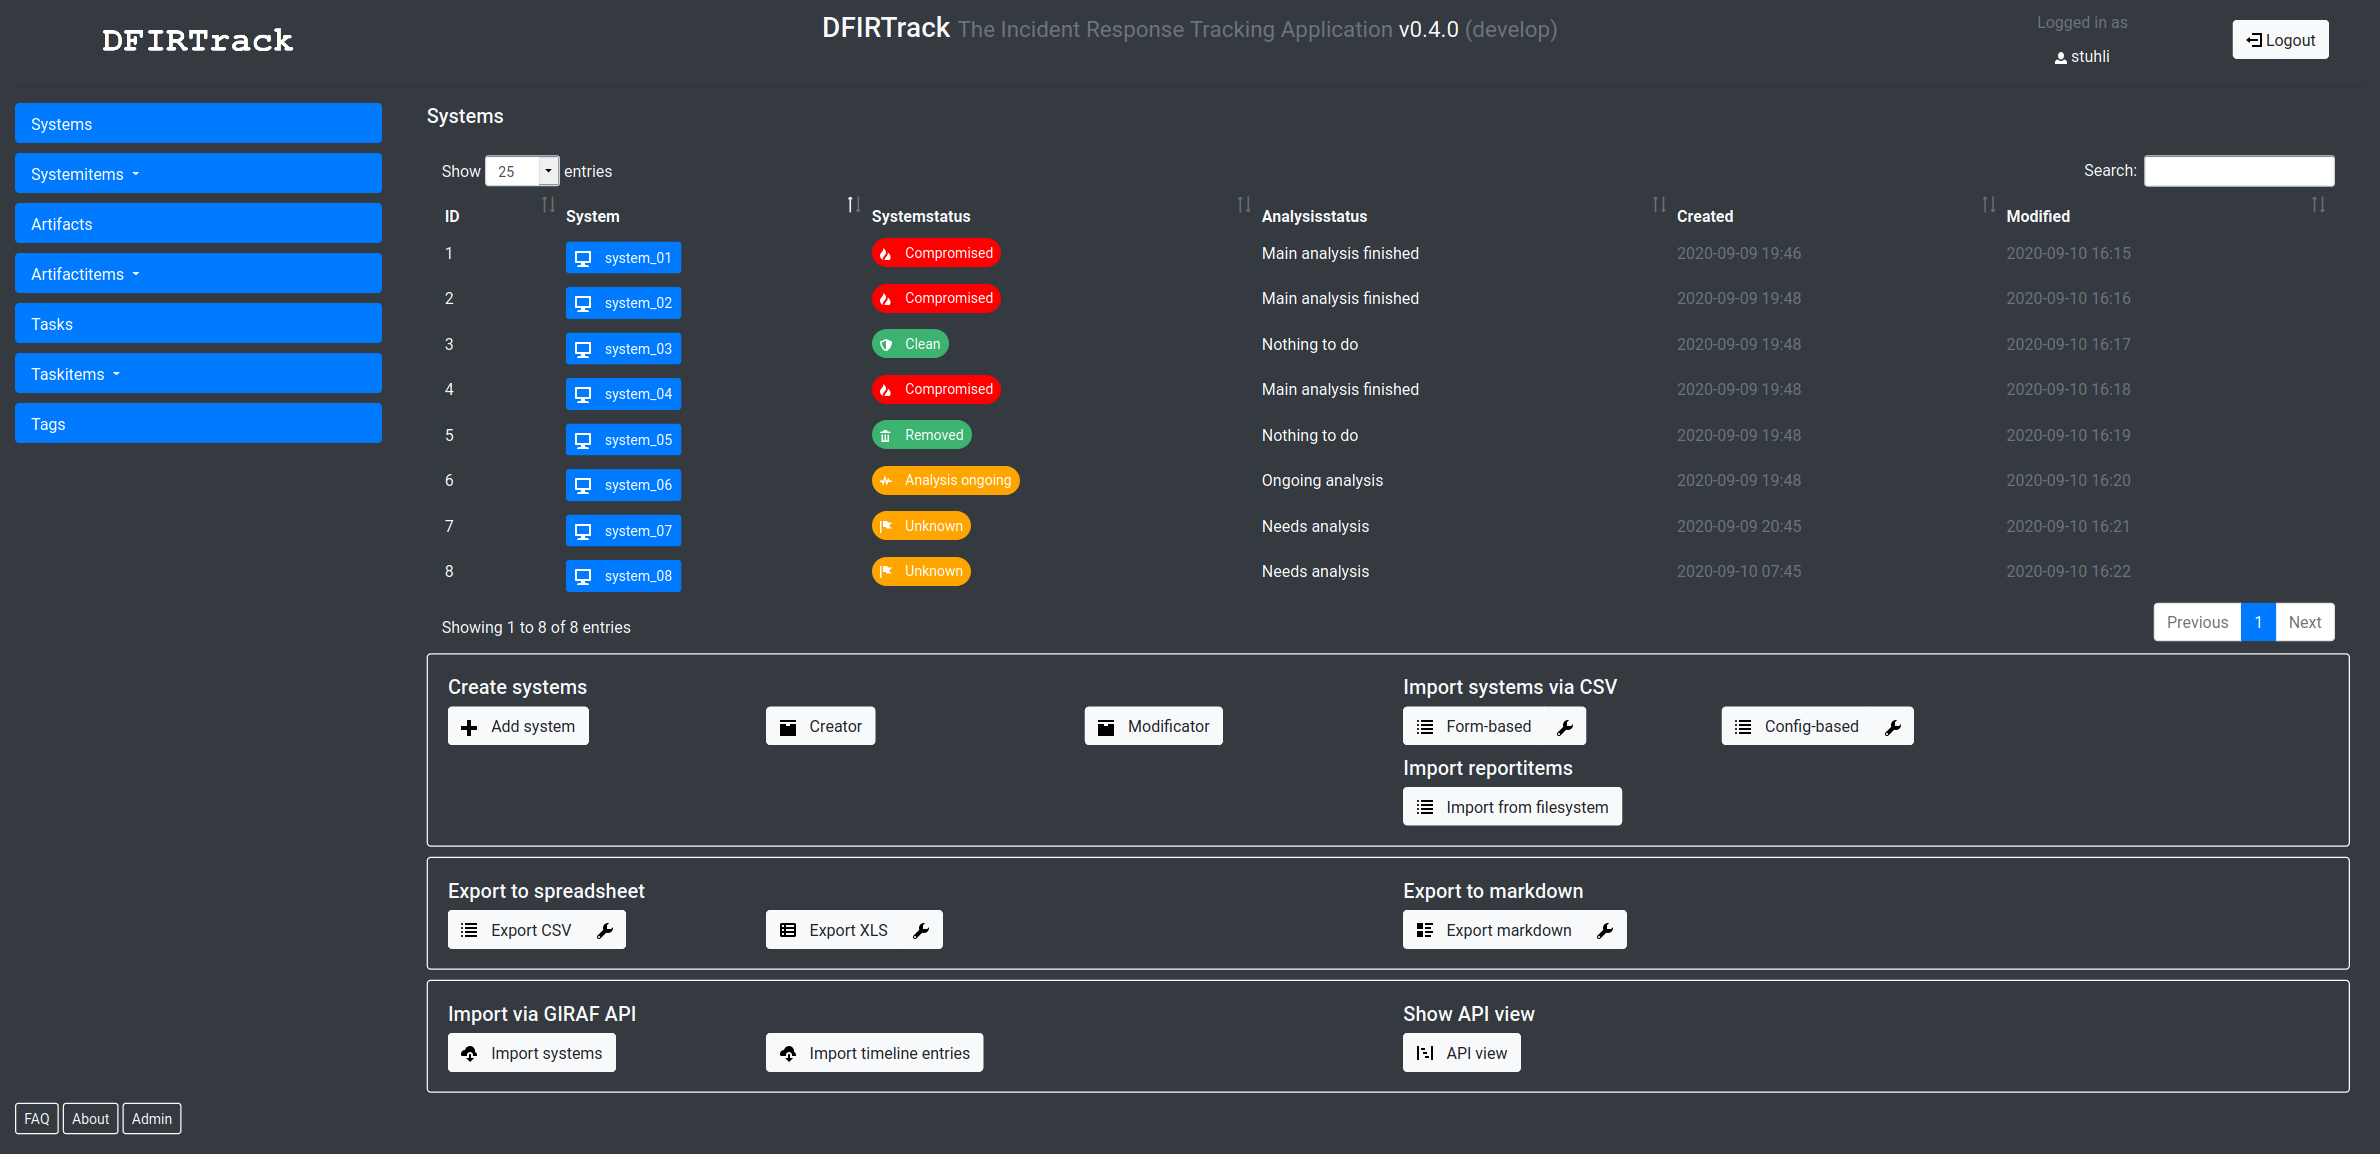 DFIRTrack
DFIRTrack The Incident Response Tracking Application v0.4.0 (develop)
Logged in as
stuhli
Logout
Systems
Systemitems
Artifacts
Artifactitems
Tasks
Taskitems
Tags
Systems
Show 25 entries
Search:
ID System Systemstatus Analysisstatus Created Modified
1 system_01 Compromised Main analysis finished 2020-09-09 19:46 2020-09-10 16:15
2 system_02 Compromised Main analysis finished 2020-09-09 19:48 2020-09-10 16:16
3 system_03 Clean Nothing to do 2020-09-09 19:48 2020-09-10 16:17
4 system_04 Compromised Main analysis finished 2020-09-09 19:48 2020-09-10 16:18
5 system_05 Removed Nothing to do 2020-09-09 19:48 2020-09-10 16:19
6 system_06 Analysis ongoing Ongoing analysis 2020-09-09 19:48 2020-09-10 16:20
7 system_07 Unknown Needs analysis 2020-09-09 20:45 2020-09-10 16:21
8 system_08 Unknown Needs analysis 2020-09-10 07:45 2020-09-10 16:22
Showing 1 to 8 of 8 entries
Previous 1 Next
Create systems
Add system Creator Modificator
Import systems via CSV
Form-based Config-based
Import reportitems
Import from filesystem
Export to spreadsheet
Export CSV Export XLS
Export to markdown
Export markdown
Import via GIRAF API
Import systems Import timeline entries
Show API view
API view
FAQ About Admin